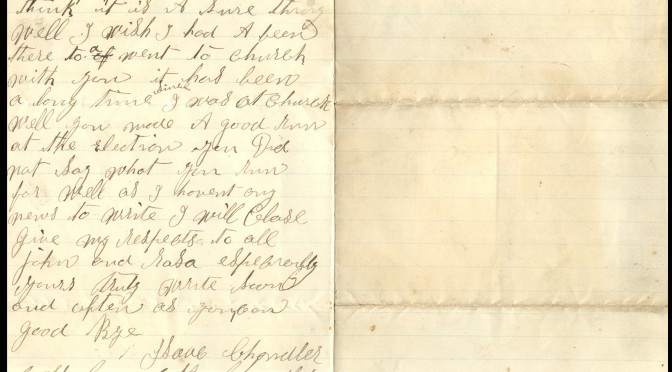 think it is A sure thing
well I wish I had A been
there to a went to church
with you it has been
a long time since I was at church
well you made A good run
at the Election you Did
not say what you run
for well as I havent any
news to write I will Close
give my respects to all
John and especially
yours truly write soon
and often as you can
good Bye
Isaac Chandler